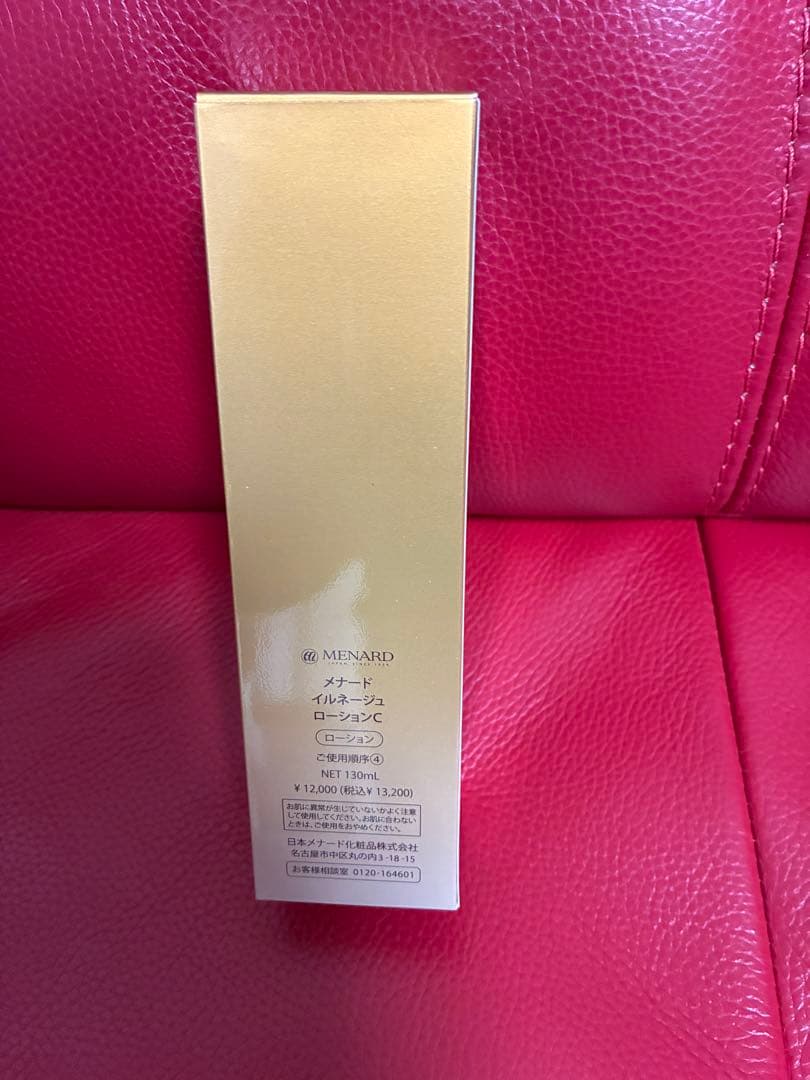 MENARD
JAPAN, SINCE 1959
メナード
イルネージュ
ローションC
ローション
ご使用順序④
NET 130mL
¥12,000 (税込¥13,200)
お肌に異常が生じていないかよく注意
して使用してください。お肌に合わない
ときは、ご使用をおやめください。
日本メナード化粧品株式会社
名古屋市中区丸の内3-18-15
お客様相談室 0120-164601